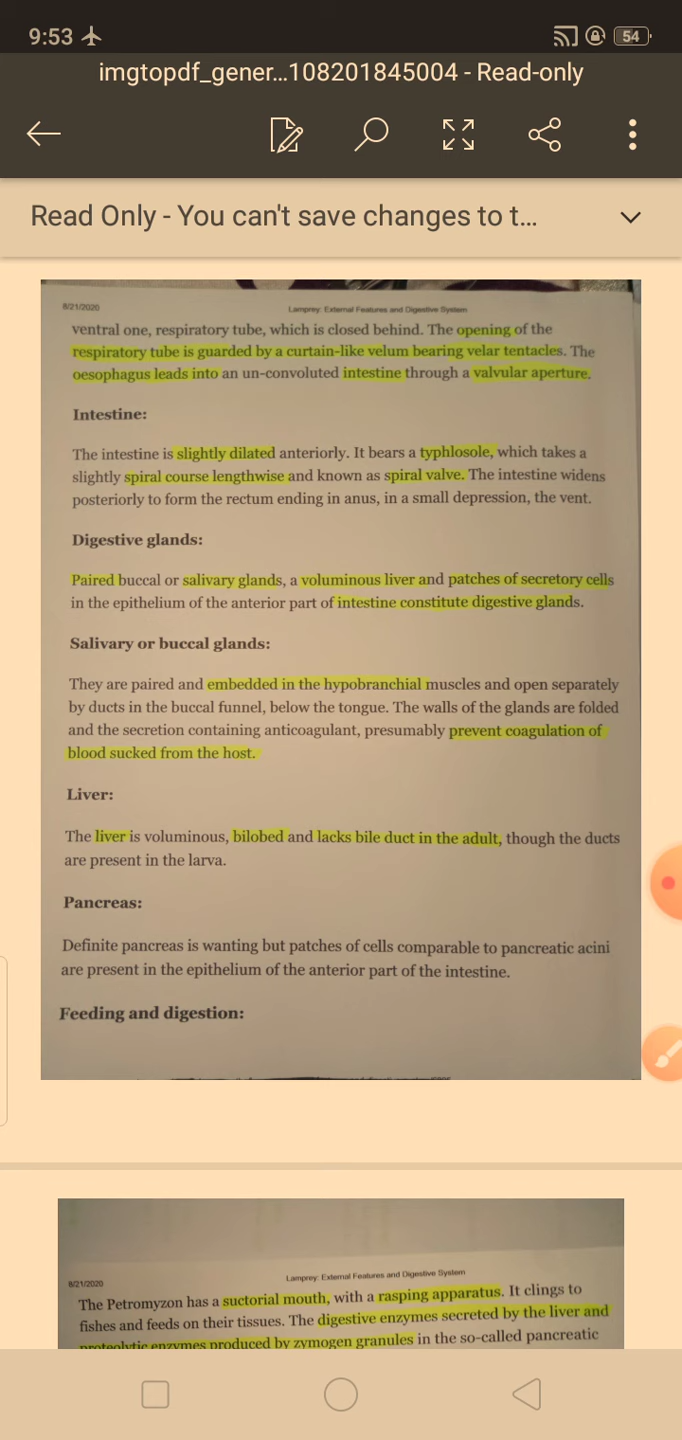 9:53
54
imgtopdf_gener...108201845004 - Read-only
Read Only - You can't save changes to t...
8/21/2020
Lamprey: External Features and Digestive System
ventral one, respiratory tube, which is closed behind. The opening of the
respiratory tube is guarded by a curtain-like velum bearing velar tentacles. The
oesophagus leads into an un-convoluted intestine through a valvular aperture.
Intestine:
The intestine is slightly dilated anteriorly. It bears a typhlosole, which takes a
slightly spiral course lengthwise and known as spiral valve. The intestine widens
posteriorly to form the rectum ending in anus, in a small depression, the vent.
Digestive glands:
Paired buccal or salivary glands, a voluminous liver and patches of secretory cells
in the epithelium of the anterior part of intestine constitute digestive glands.
Salivary or buccal glands:
They are paired and embedded in the hypobranchial muscles and open separately
by ducts in the buccal funnel, below the tongue. The walls of the glands are folded
and the secretion containing anticoagulant, presumably prevent coagulation of
blood sucked from the host.
Liver:
The liver is voluminous, bilobed and lacks bile duct in the adult, though the ducts
are present in the larva.
Pancreas:
Definite pancreas is wanting but patches of cells comparable to pancreatic acini
are present in the epithelium of the anterior part of the intestine.
Feeding and digestion:
8/21/2020
Lamprey: External Features and Digestive System
The Petromyzon has a suctorial mouth, with a rasping apparatus. It clings to
fishes and feeds on their tissues. The digestive enzymes secreted by the liver and
proteolytic enzymes produced by zymogen granules in the so-called pancreatic